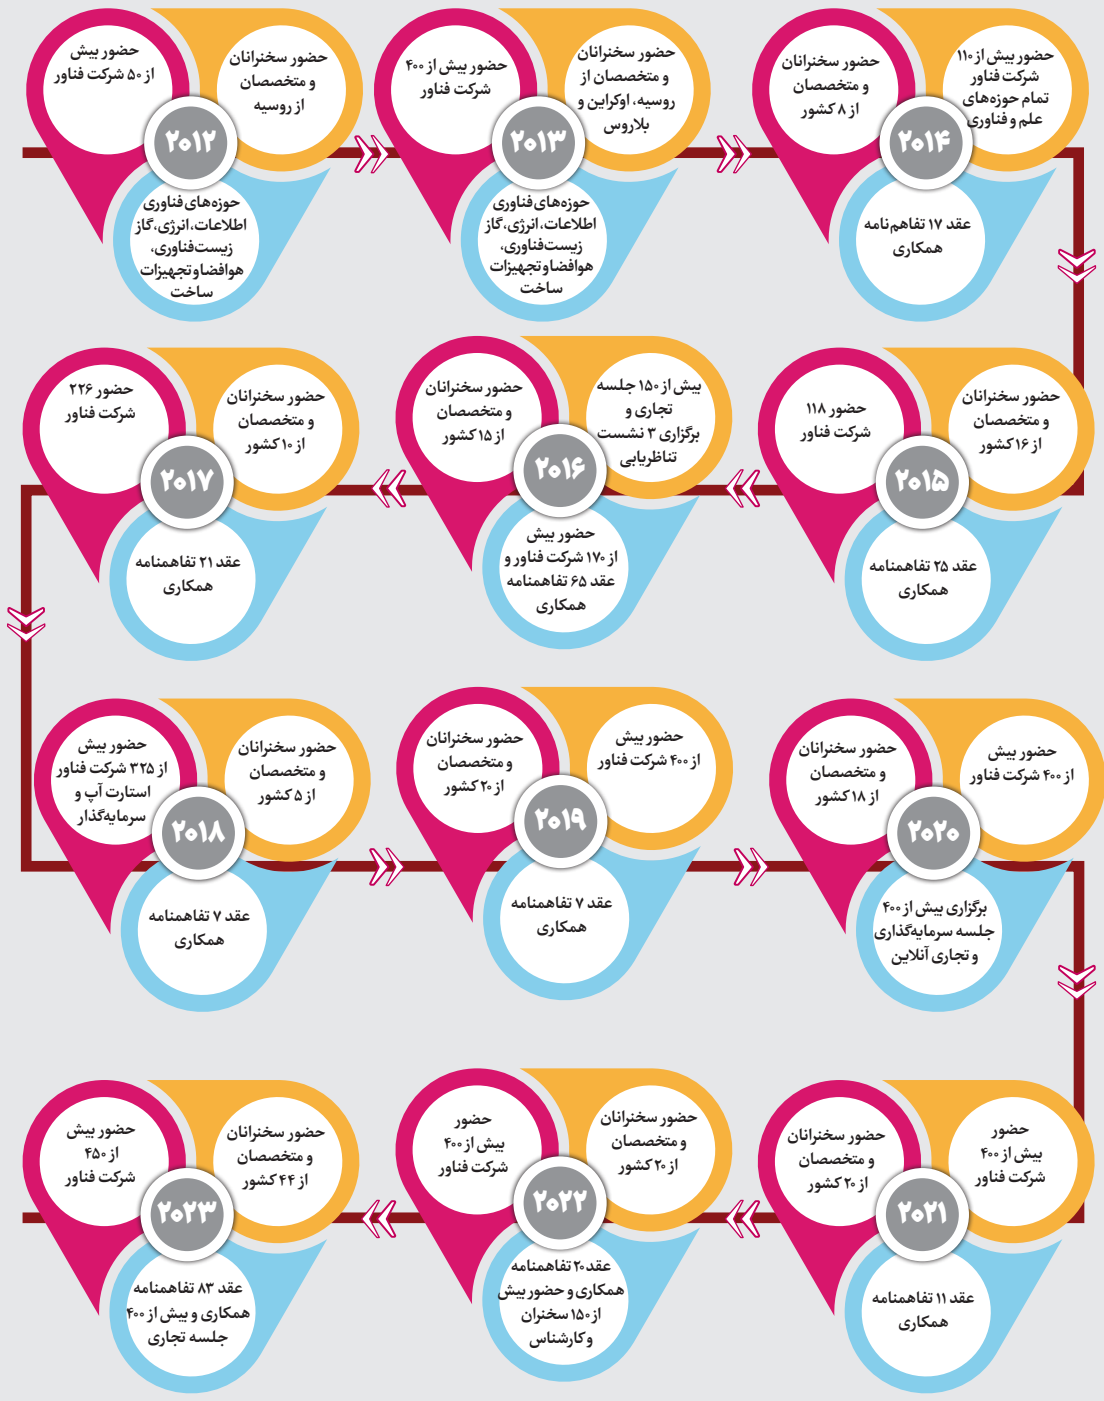 حضور بیش
از ۵۰ شرکت فناور
حضور سخنرانان
و متخصصان
از روسیه
۲۰۱۲
حوزه‌های فناوری
اطلاعات، انرژی، گاز
زیست‌فناوری،
هوافضا و تجهیزات
ساخت
حضور بیش از ۴۰۰
شرکت فناور
حضور سخنرانان
و متخصصان از
روسیه، اوکراین و
بلاروس
۲۰۱۳
حوزه‌های فناوری
اطلاعات، انرژی، گاز
زیست‌فناوری،
هوافضا و تجهیزات
ساخت
حضور سخنرانان
و متخصصان
از ۸ کشور
حضور بیش از ۱۱۰
شرکت فناور
تمام حوزه‌های
علم و فناوری
۲۰۱۴
عقد ۱۷ تفاهم‌نامه
همکاری
حضور ۱۱۸
شرکت فناور
حضور سخنرانان
و متخصصان
از ۱۶ کشور
۲۰۱۵
عقد ۲۵ تفاهمنامه
همکاری
حضور سخنرانان
و متخصصان
از ۱۵ کشور
بیش از ۱۵۰ جلسه
تجاری و
برگزاری ۳ نشست
تناظریابی
۲۰۱۶
حضور بیش
از ۱۷۰ شرکت فناور و
عقد ۶۵ تفاهمنامه
همکاری
حضور ۲۲۶
شرکت فناور
حضور سخنرانان
و متخصصان
از ۱۰ کشور
۲۰۱۷
عقد ۲۱ تفاهمنامه
همکاری
حضور بیش
از ۳۲۵ شرکت فناور
استارت آپ و
سرمایه‌گذار
حضور سخنرانان
و متخصصان
از ۵ کشور
۲۰۱۸
عقد ۷ تفاهمنامه
همکاری
حضور سخنرانان
و متخصصان
از ۲۰ کشور
حضور بیش
از ۴۰۰ شرکت فناور
۲۰۱۹
عقد ۷ تفاهمنامه
همکاری
حضور سخنرانان
و متخصصان
از ۱۸ کشور
حضور بیش
از ۴۰۰ شرکت فناور
۲۰۲۰
برگزاری بیش از ۴۰۰
جلسه سرمایه‌گذاری
و تجاری آنلاین
حضور سخنرانان
و متخصصان
از ۲۰ کشور
حضور
بیش از ۴۰۰
شرکت فناور
۲۰۲۱
عقد ۱۱ تفاهمنامه
همکاری
حضور
بیش از ۴۰۰
شرکت فناور
حضور سخنرانان
و متخصصان
از ۲۰ کشور
۲۰۲۲
عقد ۲۰ تفاهمنامه
همکاری و حضور بیش
از ۱۵۰ سخنران
و کارشناس
حضور بیش
از ۴۵۰
شرکت فناور
حضور سخنرانان
و متخصصان
از ۴۴ کشور
۲۰۲۳
عقد ۸۳ تفاهمنامه
همکاری و بیش از ۴۰۰
جلسه تجاری